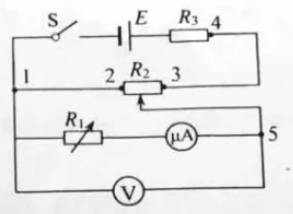 S E R₃ 4
1 2 R₂ 3
R₁ μA 5
V